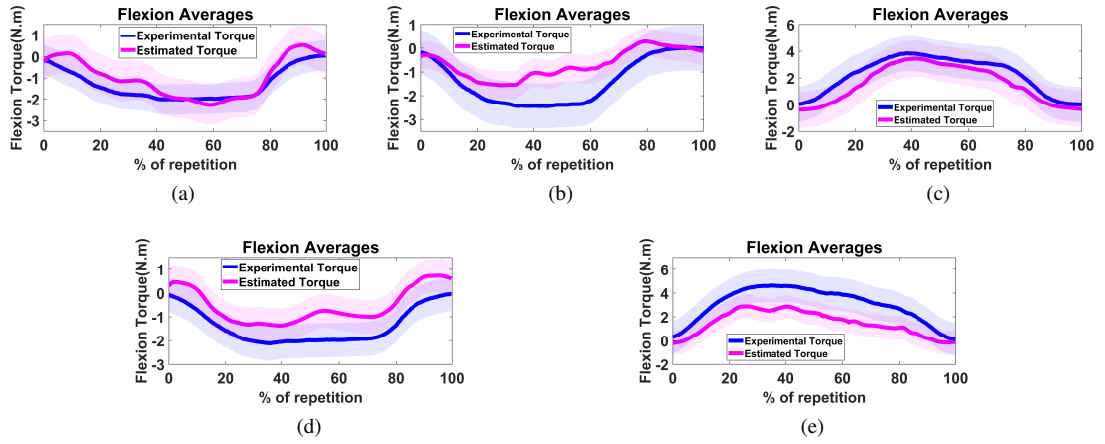 Flexion Averages
Flexion Torque(N.m)
1
0
-1
-2
-3
Experimental Torque
Estimated Torque
0 20 40 60 80 100
% of repetition
(a)
Flexion Averages
Flexion Torque(N.m)
1
0
-1
-2
-3
Experimental Torque
Estimated Torque
0 20 40 60 80 100
% of repetition
(b)
Flexion Averages
Flexion Torque(N.m)
6
4
2
0
-2
Experimental Torque
Estimated Torque
0 20 40 60 80 100
% of repetition
(c)
Flexion Averages
Flexion Torque(N.m)
1
0
-1
-2
-3
Experimental Torque
Estimated Torque
0 20 40 60 80 100
% of repetition
(d)
Flexion Averages
Flexion Torque(N.m)
6
4
2
0
-2
Experimental Torque
Estimated Torque
0 20 40 60 80 100
% of repetition
(e)